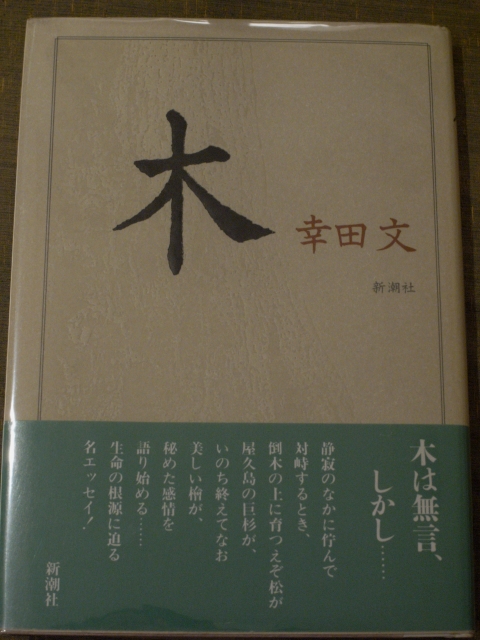 木
幸田文
新潮社
木は無言、
しかし……
静寂のなかに佇んで
対峙するとき、
倒木の上に育つえぞ松が
屋久島の巨杉が、
いのち終えてなお
美しい檜が、
秘めた感情を
語り始める……
生命の根源に迫る
名エッセイ！
新潮社